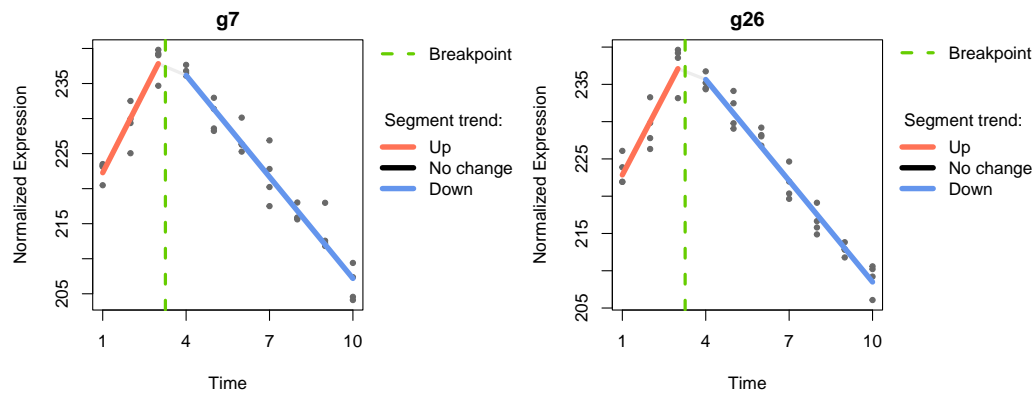 g7
Normalized Expression
235
225
215
205
1 4 7 10
Time
Breakpoint
Segment trend:
Up
No change
Down
g26
Normalized Expression
235
225
215
205
1 4 7 10
Time
Breakpoint
Segment trend:
Up
No change
Down